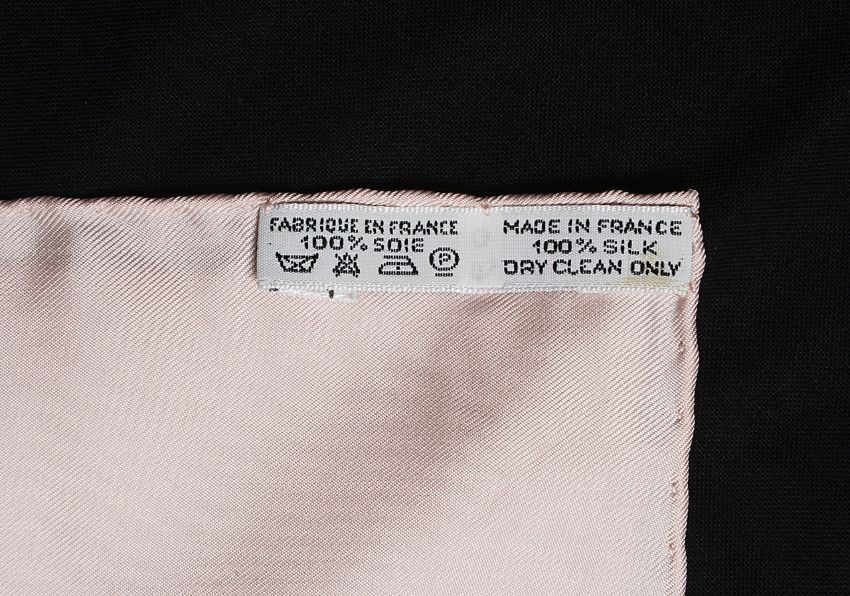 FABRIQUE EN FRANCE
100% SOIE
P
MADE IN FRANCE
100% SILK
DRY CLEAN ONLY